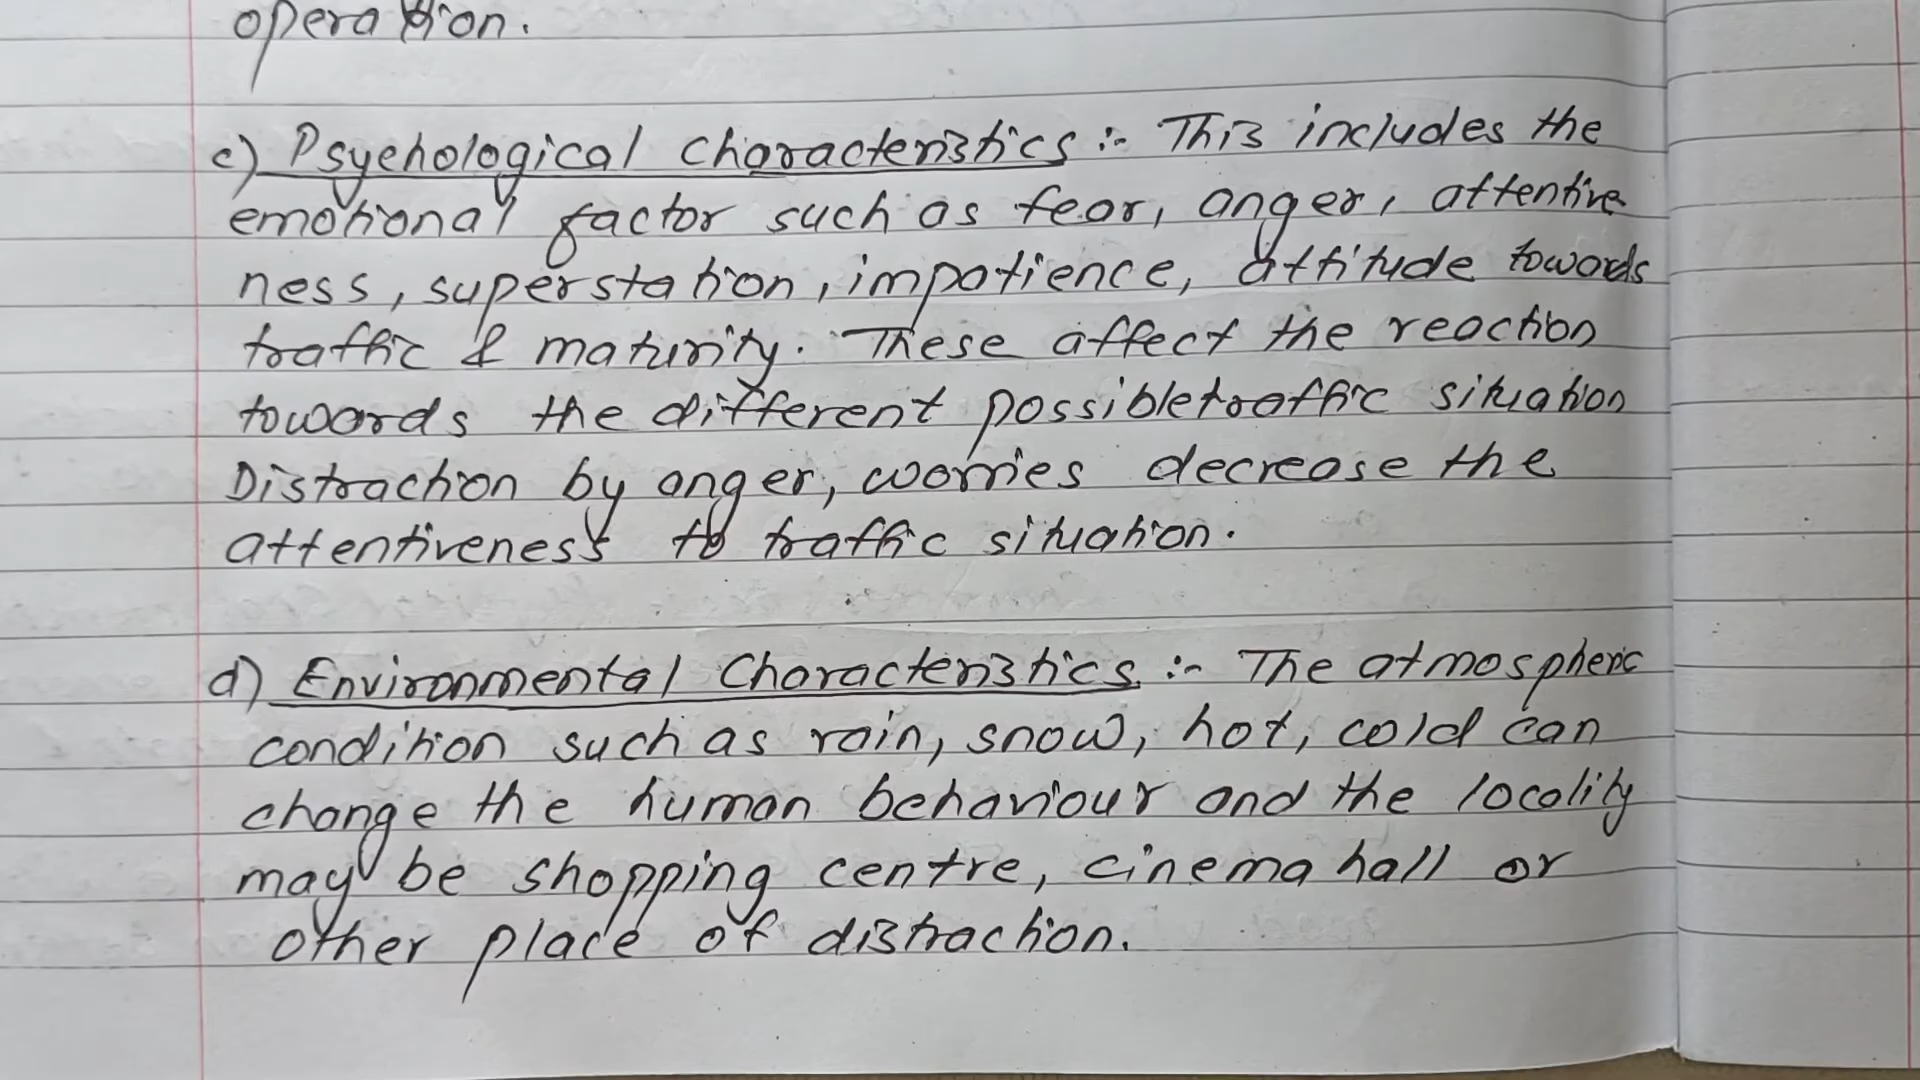 operation.
c) Psychological characteristics :- This includes the
emotional factor such as fear, anger, attentive
ness, superstation, impatience, attitude towards
traffic & maturity. These affect the reaction
towards the different possible traffic situation
Distraction by anger, worries decrease the
attentiveness to traffic situation.
d) Environmental Characteristics :- The atmospheric
condition such as rain, snow, hot, cold can
change the human behaviour and the locality
may be shopping centre, cinema hall or
other place of distraction.